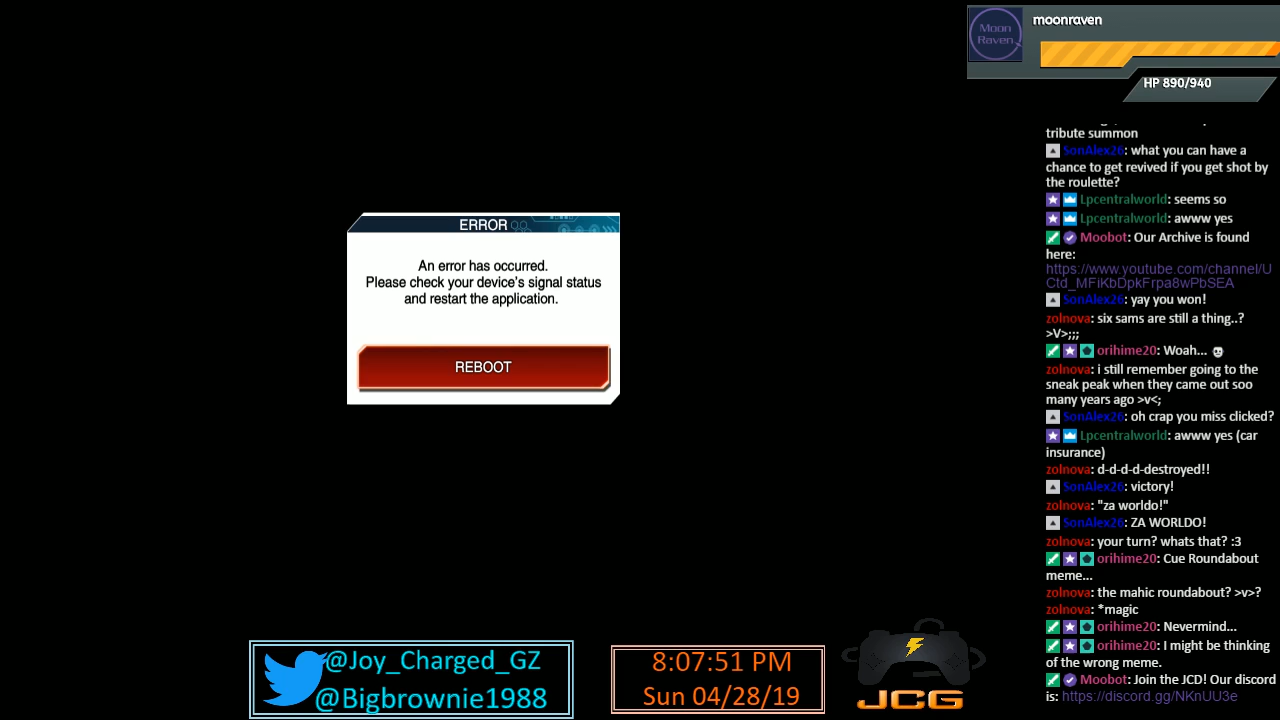 moonraven
Moon
Raven
HP 890/940
tribute summon
SonAlex26: what you can have a
chance to get revived if you get shot by
the roulette?
Lpcentralworld: seems so
Lpcentralworld: awww yes
Moobot: Our Archive is found
here:
https://www.youtube.com/channel/U
Ctd_MFiKbDpkFrpa8wPbSEA
SonAlex26: yay you won!
zolnova: six sams are still a thing..?
>V>;;;
orihime20: Woah...
zolnova: i still remember going to the
sneak peak when they came out soo
many years ago >v<;
SonAlex26: oh crap you miss clicked?
Lpcentralworld: awww yes (car
insurance)
zolnova: d-d-d-d-destroyed!!
SonAlex26: victory!
zolnova: "za worldo!"
SonAlex26: ZA WORLDO!
zolnova: your turn? whats that? :3
orihime20: Cue Roundabout
meme...
zolnova: the mahic roundabout? >v>?
zolnova: *magic
orihime20: Nevermind...
orihime20: I might be thinking
of the wrong meme.
Moobot: Join the JCD! Our discord
is: https://discord.gg/NKnUU3e
ERROR
An error has occurred.
Please check your device's signal status
and restart the application.
REBOOT
@Joy_Charged_GZ
@Bigbrownie1988
8:07:51 PM
Sun 04/28/19
JCG